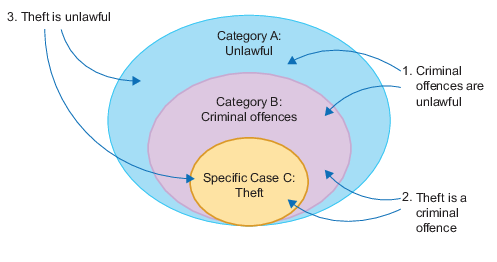 3. Theft is unlawful
Category A:
Unlawful
1. Criminal
offences are
unlawful
Category B:
Criminal offences
Specific Case C:
Theft
2. Theft is a
criminal
offence